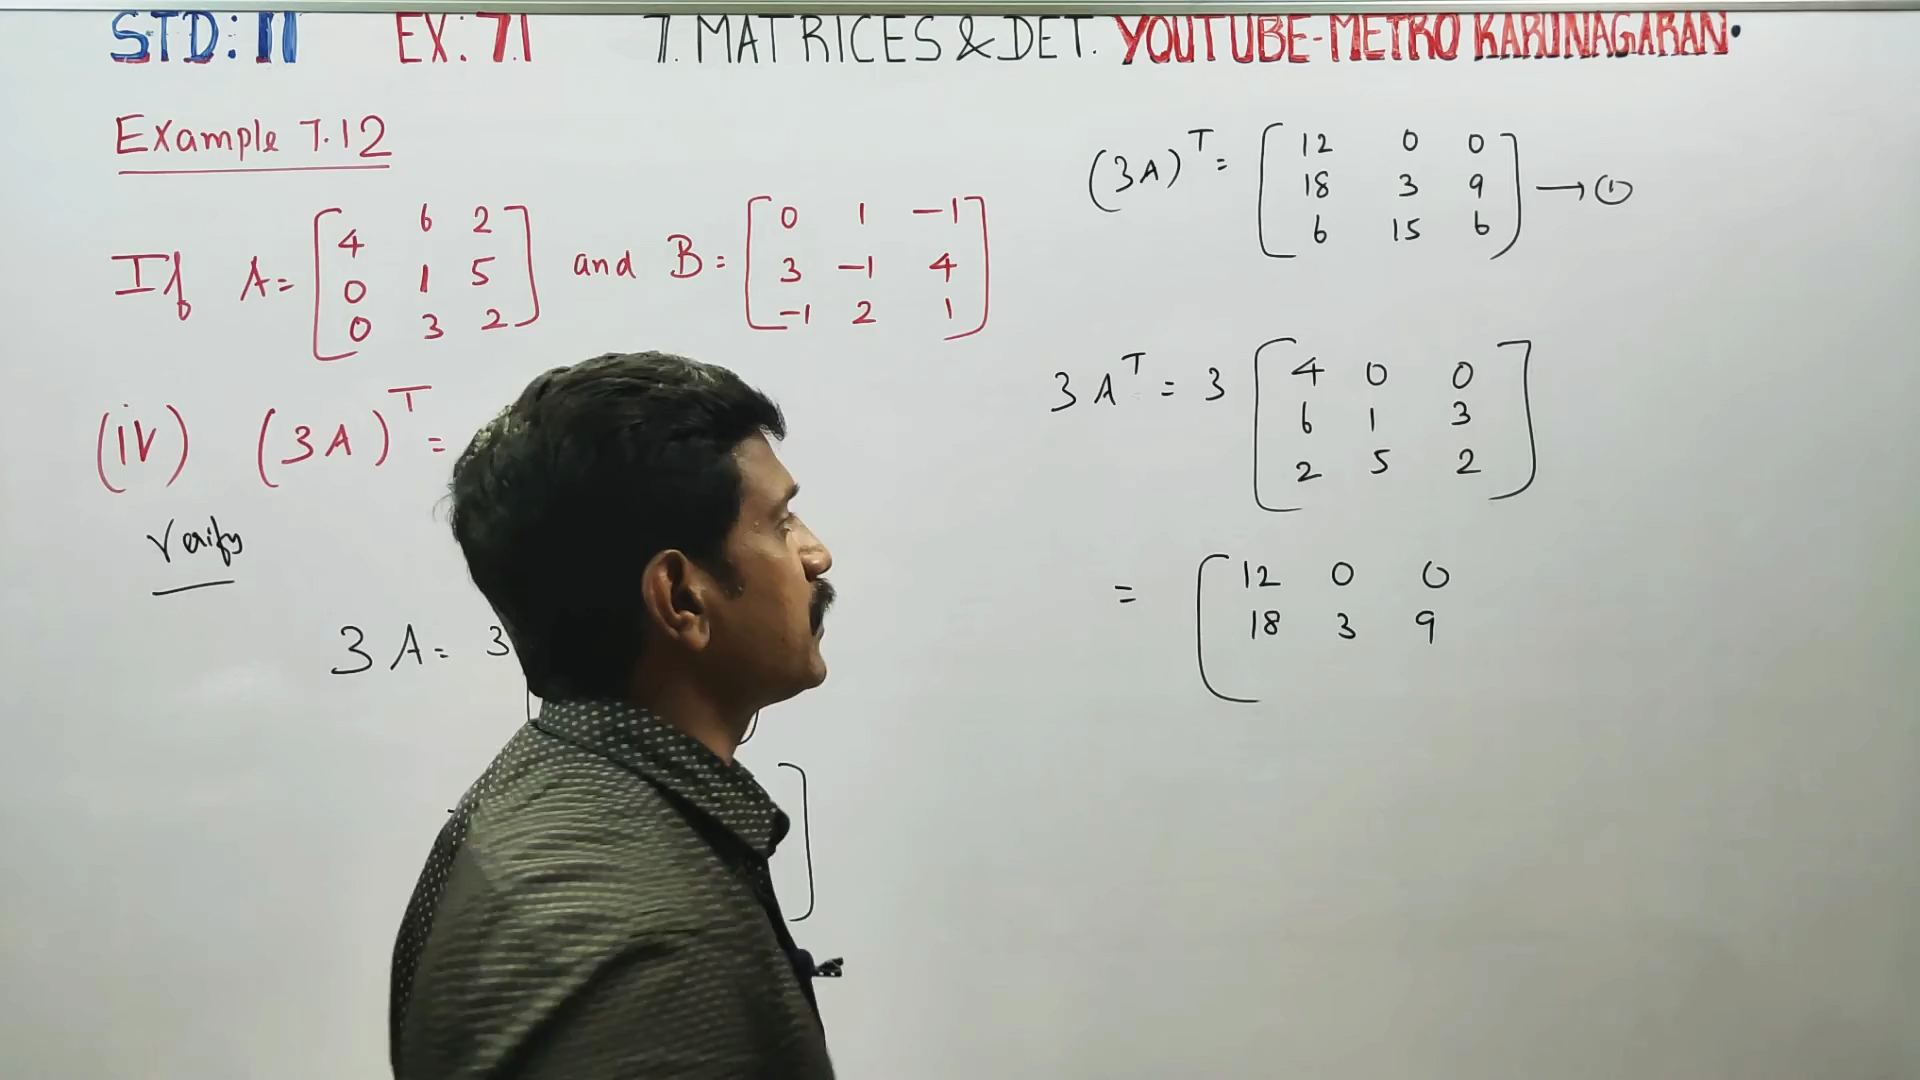 STD: 11 EX: 7.1 7. MATRICES & DET. YOUTUBE-METRO KARUNAGARAN.
Example 7.12
If A = [ 4 6 2
0 1 5
0 3 2 ] and B = [ 0 1 -1
3 -1 4
-1 2 1 ]
(iv) (3A)^T =
Verify
3A = 3
(3A)^T = [ 12 0 0
18 3 9
6 15 6 ] → ①
3A^T = 3 [ 4 0 0
6 1 3
2 5 2 ]
= [ 12 0 0
18 3 9